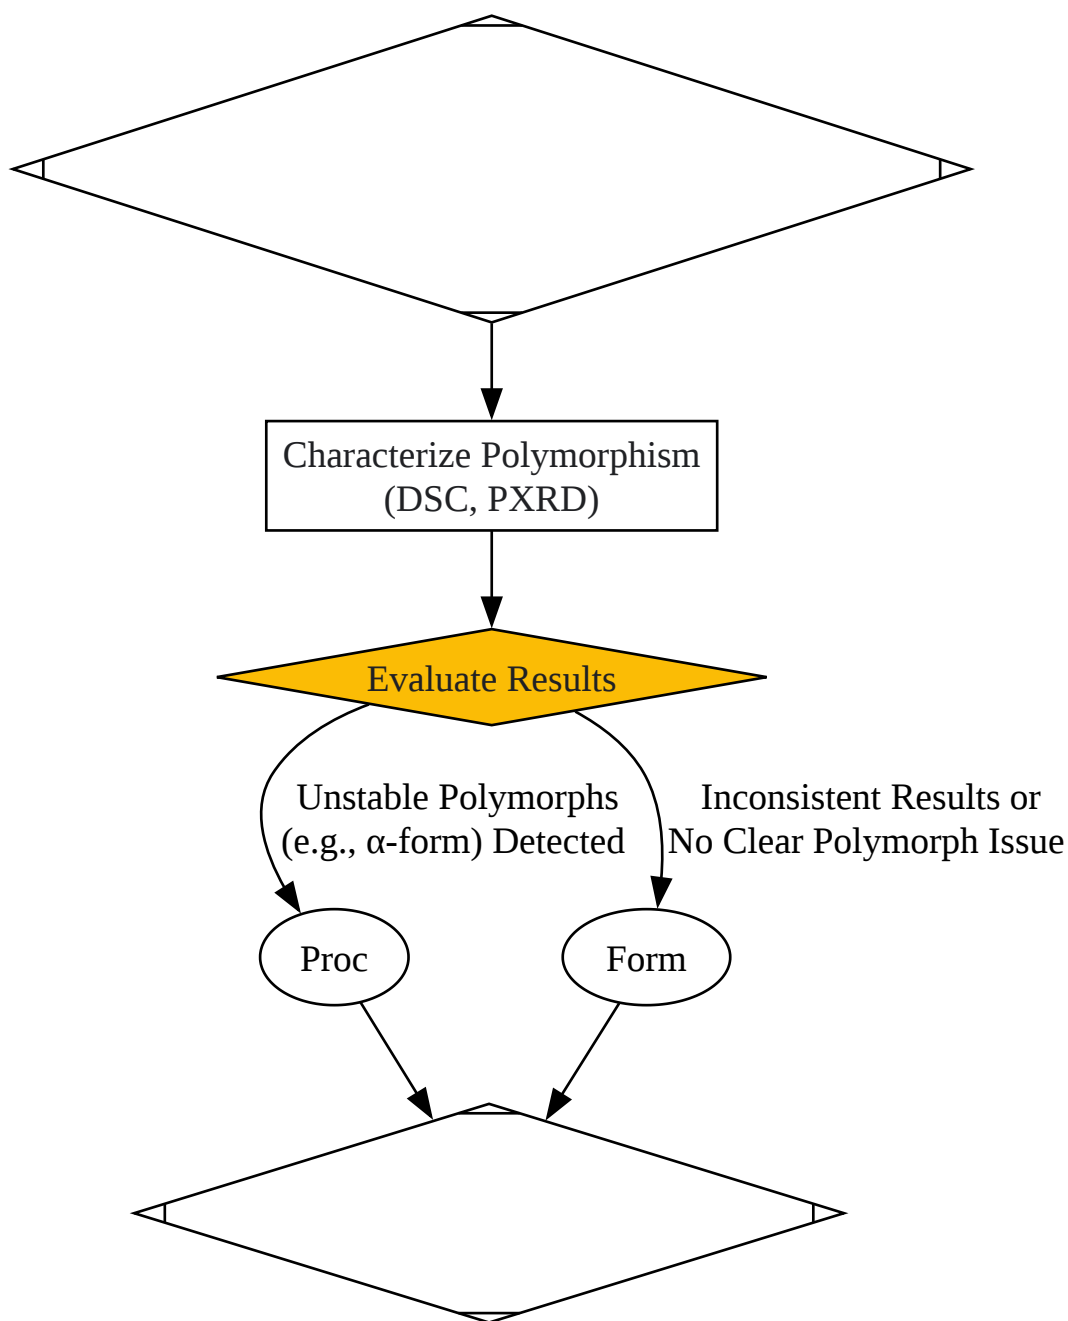 Characterize Polymorphism
(DSC, PXRD)
Evaluate Results
Unstable Polymorphs
(e.g., α-form) Detected
Inconsistent Results or
No Clear Polymorph Issue
Proc
Form